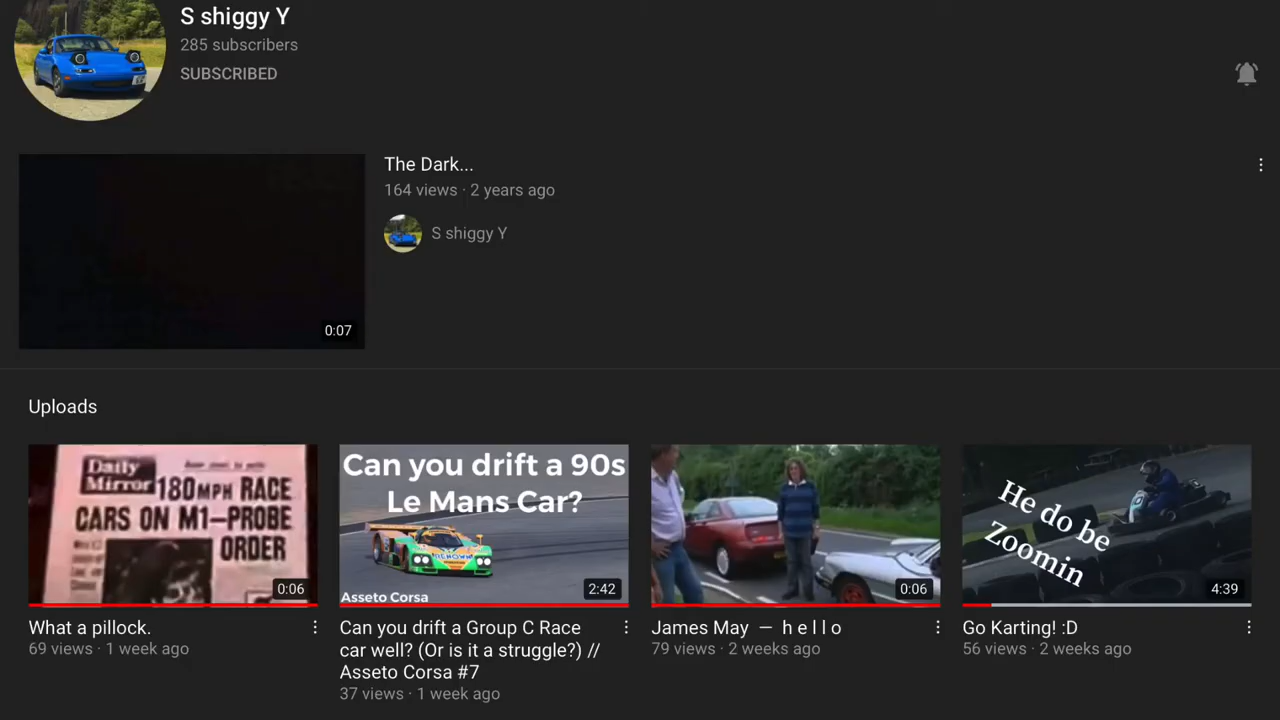 S shiggy Y
285 subscribers
SUBSCRIBED
The Dark...
164 views · 2 years ago
S shiggy Y
0:07
Uploads
Daily
Mirror
180MPH RACE
CARS ON M1-PROBE
ORDER
0:06
What a pillock.
69 views · 1 week ago
Can you drift a 90s
Le Mans Car?
RENOWN
Asseto Corsa
2:42
Can you drift a Group C Race
car well? (Or is it a struggle?) //
Asseto Corsa #7
37 views · 1 week ago
0:06
James May — h e l l o
79 views · 2 weeks ago
He do be
Zoomin
4:39
Go Karting! :D
56 views · 2 weeks ago